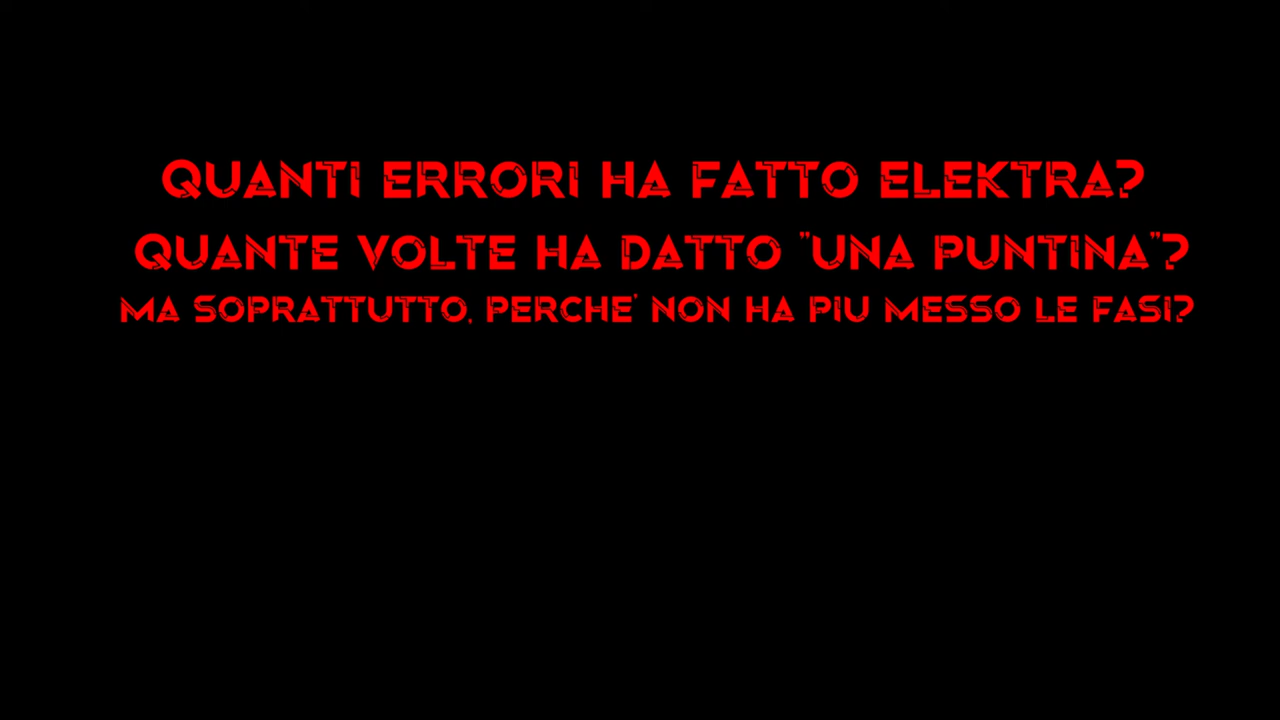 QUANTI ERRORI HA FATTO ELEKTRA?
QUANTE VOLTE HA DATTO "UNA PUNTINA"?
MA SOPRATTUTTO, PERCHE' NON HA PIU MESSO LE FASI?